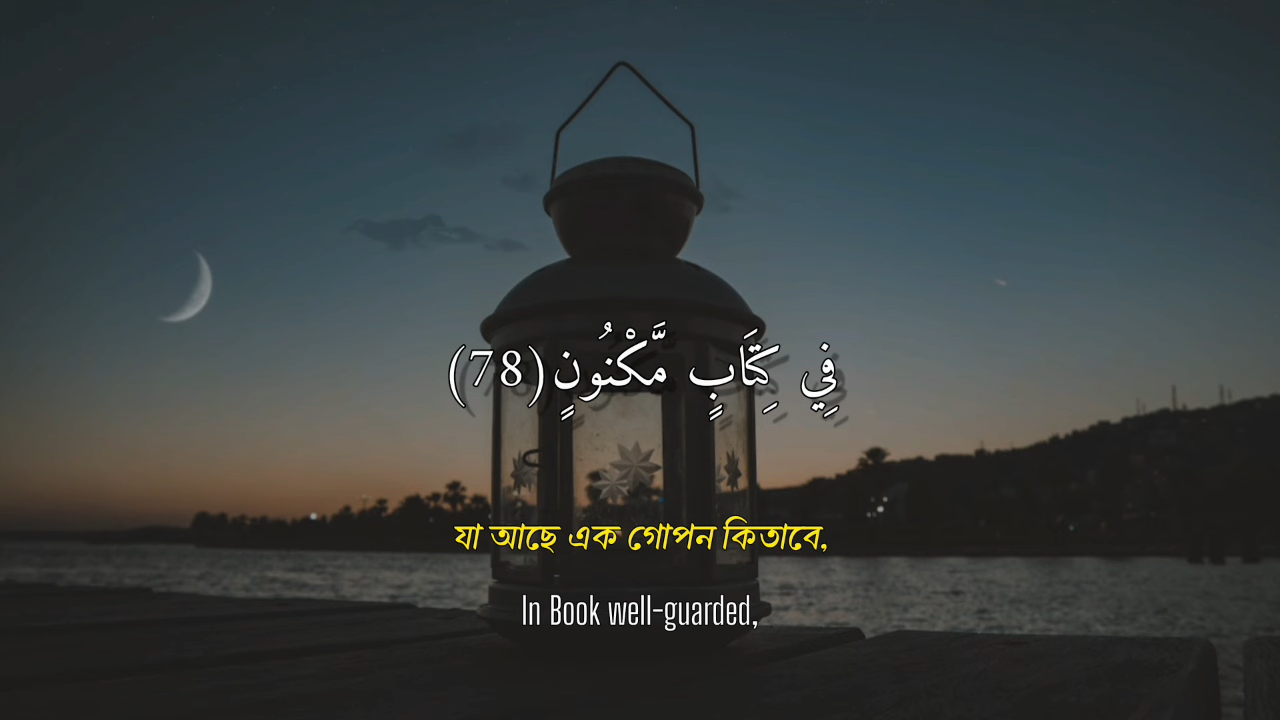 فِي كِتَابٍ مَّكْنُونٍ(78)
যা আছে এক গোপন কিতাবে,
In Book well-guarded,